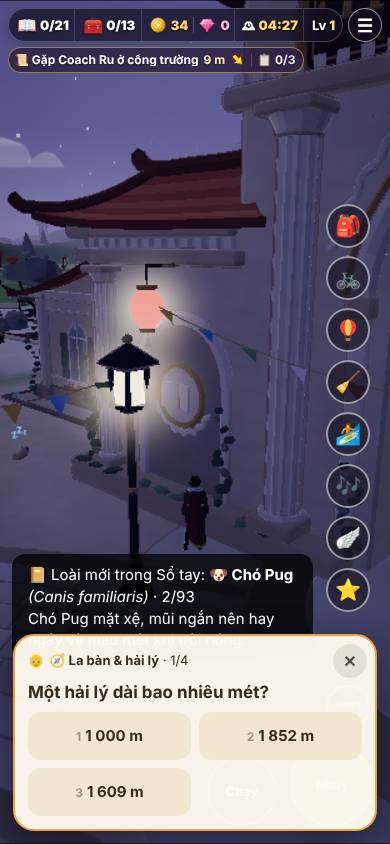 0/21 0/13 34 0 04:27 Lv 1
Gặp Coach Ru ở cổng trường 9 m 0/3
Loài mới trong Sổ tay: Chó Pug
(Canis familiaris) · 2/93
Chó Pug mặt xệ, mũi ngắn nên hay
La bàn & hải lý · 1/4
Một hải lý dài bao nhiêu mét?
1 1 000 m
2 1 852 m
3 1 609 m